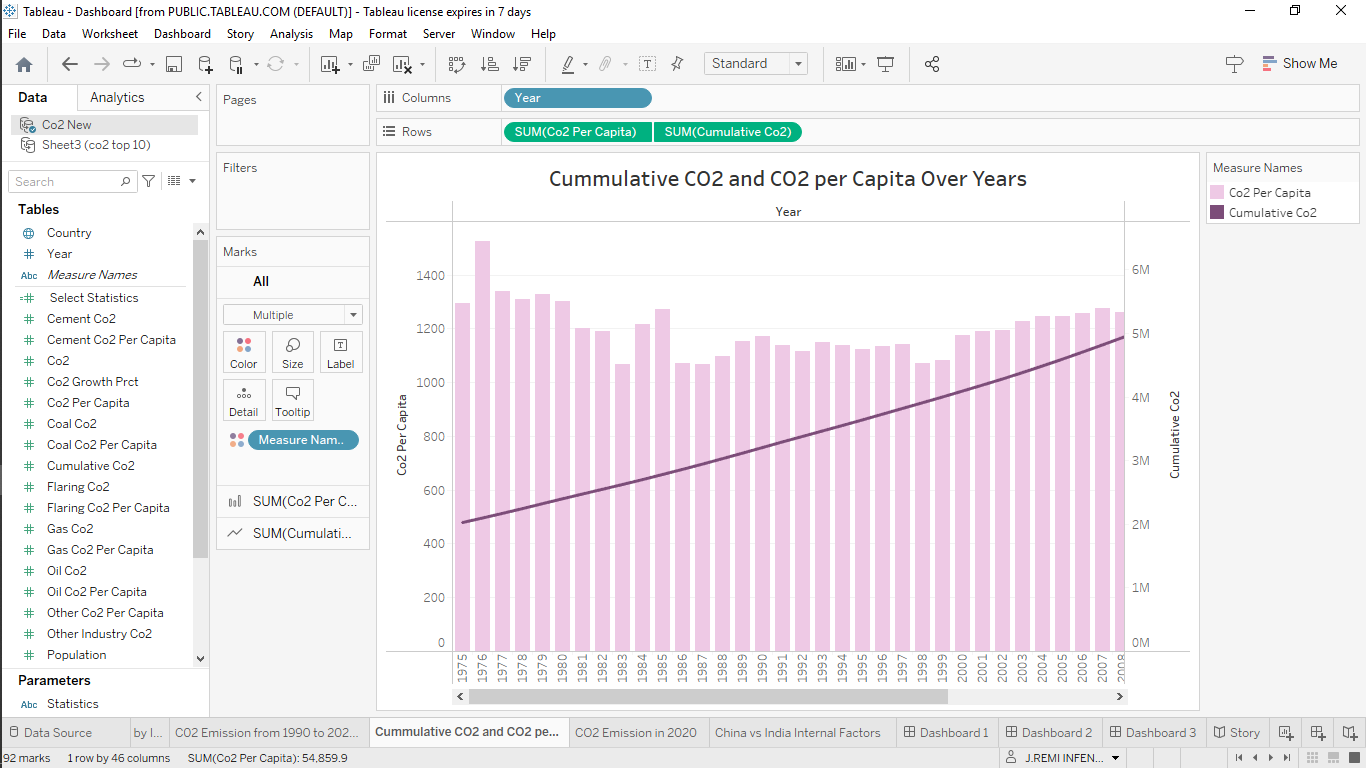 Tableau - Dashboard [from PUBLIC.TABLEAU.COM (DEFAULT)] - Tableau license expires in 7 days
File Data Worksheet Dashboard Story Analysis Map Format Server Window Help
Standard
Show Me
Data Analytics
Co2 New
Sheet3 (co2 top 10)
Search
Tables
Country
Year
Abc Measure Names
Select Statistics
Cement Co2
Cement Co2 Per Capita
Co2
Co2 Growth Prct
Co2 Per Capita
Coal Co2
Coal Co2 Per Capita
Cumulative Co2
Flaring Co2
Flaring Co2 Per Capita
Gas Co2
Gas Co2 Per Capita
Oil Co2
Oil Co2 Per Capita
Other Co2 Per Capita
Other Industry Co2
Population
Parameters
Abc Statistics
Pages
Filters
Marks
All
Multiple
Color Size Label
Detail Tooltip
Measure Nam..
SUM(Co2 Per C...
SUM(Cumulati...
Columns Year
Rows SUM(Co2 Per Capita) SUM(Cumulative Co2)
Cummulative CO2 and CO2 per Capita Over Years
Year
Co2 Per Capita
1400
1200
1000
800
600
400
200
0
6M
5M
4M
3M
2M
1M
0M
Cumulative Co2
1975 1976 1977 1978 1979 1980 1981 1982 1983 1984 1985 1986 1987 1988 1989 1990 1991 1992 1993 1994 1995 1996 1997 1998 1999 2000 2001 2002 2003 2004 2005 2006 2007 2008
Measure Names
Co2 Per Capita
Cumulative Co2
Data Source by I... CO2 Emission from 1990 to 202... Cummulative CO2 and CO2 pe... CO2 Emission in 2020 China vs India Internal Factors Dashboard 1 Dashboard 2 Dashboard 3 Story
92 marks 1 row by 46 columns SUM(Co2 Per Capita): 54,859.9 J.REMI INFEN...